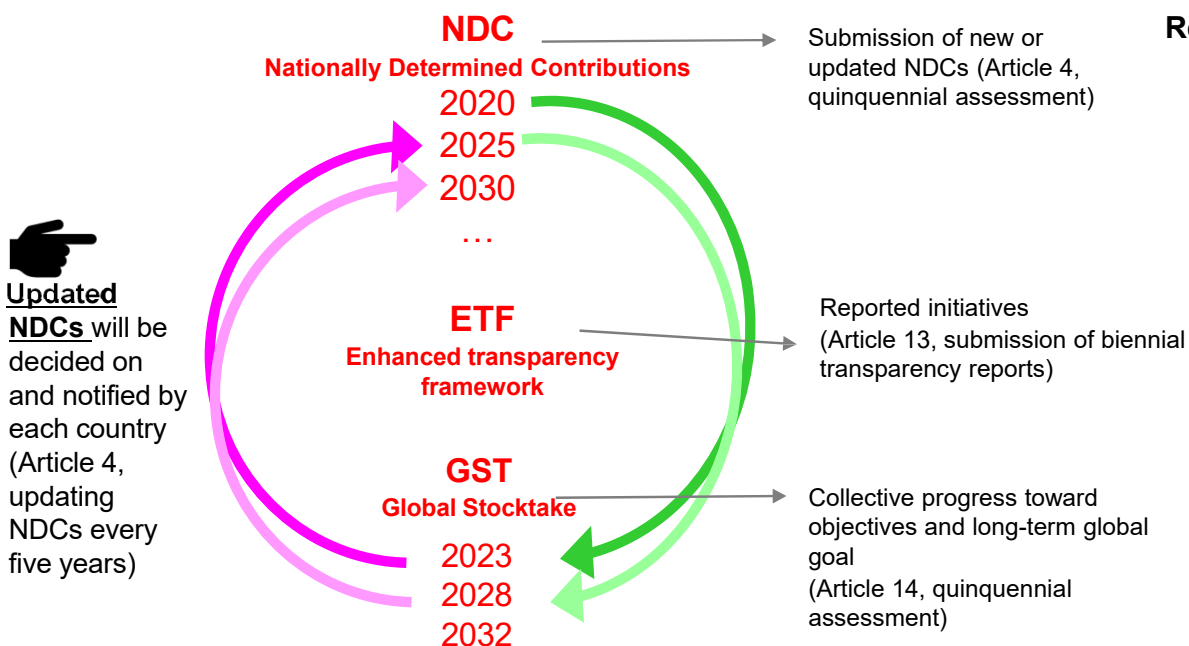 NDC
Nationally Determined Contributions
2020
2025
2030
...
Submission of new or
updated NDCs (Article 4,
quinquennial assessment)
Updated
NDCs will be
decided on
and notified by
each country
(Article 4,
updating
NDCs every
five years)
ETF
Enhanced transparency
framework
Reported initiatives
(Article 13, submission of biennial
transparency reports)
GST
Global Stocktake
2023
2028
2032
Collective progress toward
objectives and long-term global
goal
(Article 14, quinquennial
assessment)